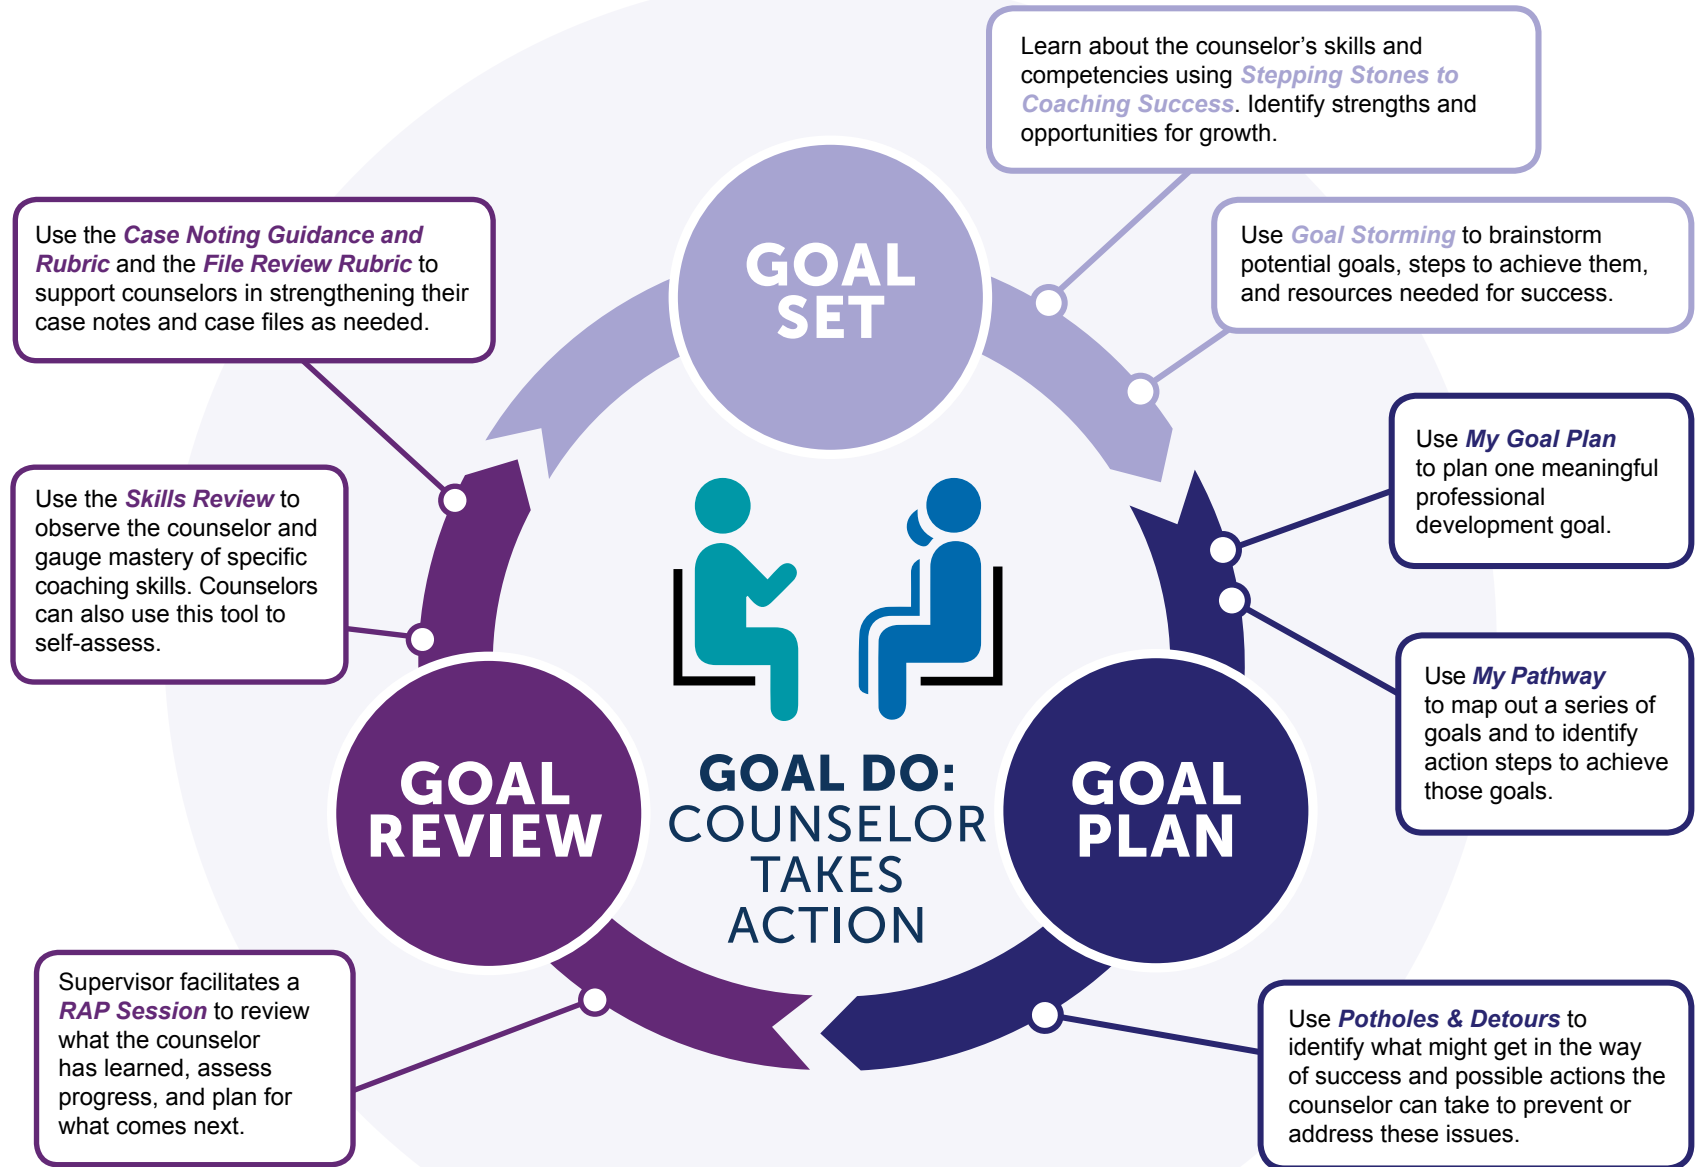 Learn about the counselor’s skills and
competencies using Stepping Stones to
Coaching Success. Identify strengths and
opportunities for growth.
Use Goal Storming to brainstorm
potential goals, steps to achieve them,
and resources needed for success.
GOAL
SET
Use My Goal Plan
to plan one meaningful
professional
development goal.
Use My Pathway
to map out a series of
goals and to identify
action steps to achieve
those goals.
GOAL
PLAN
Use Potholes & Detours to
identify what might get in the way
of success and possible actions the
counselor can take to prevent or
address these issues.
GOAL DO:
COUNSELOR
TAKES
ACTION
Supervisor facilitates a
RAP Session to review
what the counselor
has learned, assess
progress, and plan for
what comes next.
GOAL
REVIEW
Use the Skills Review to
observe the counselor and
gauge mastery of specific
coaching skills. Counselors
can also use this tool to
self-assess.
Use the Case Noting Guidance and
Rubric and the File Review Rubric to
support counselors in strengthening their
case notes and case files as needed.